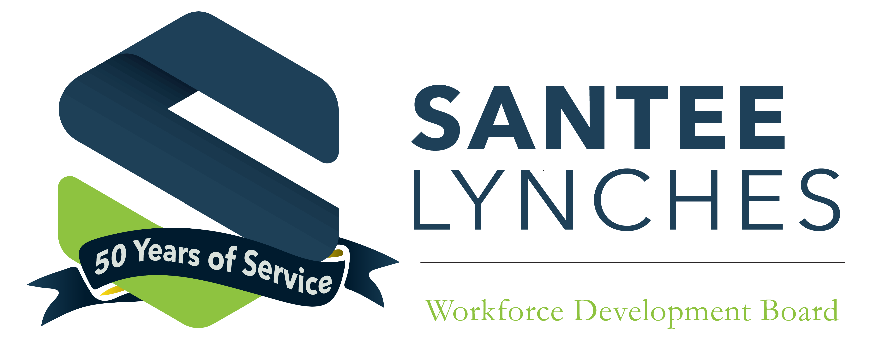 50 Years of Service
SANTEE
LYNCHES
Workforce Development Board